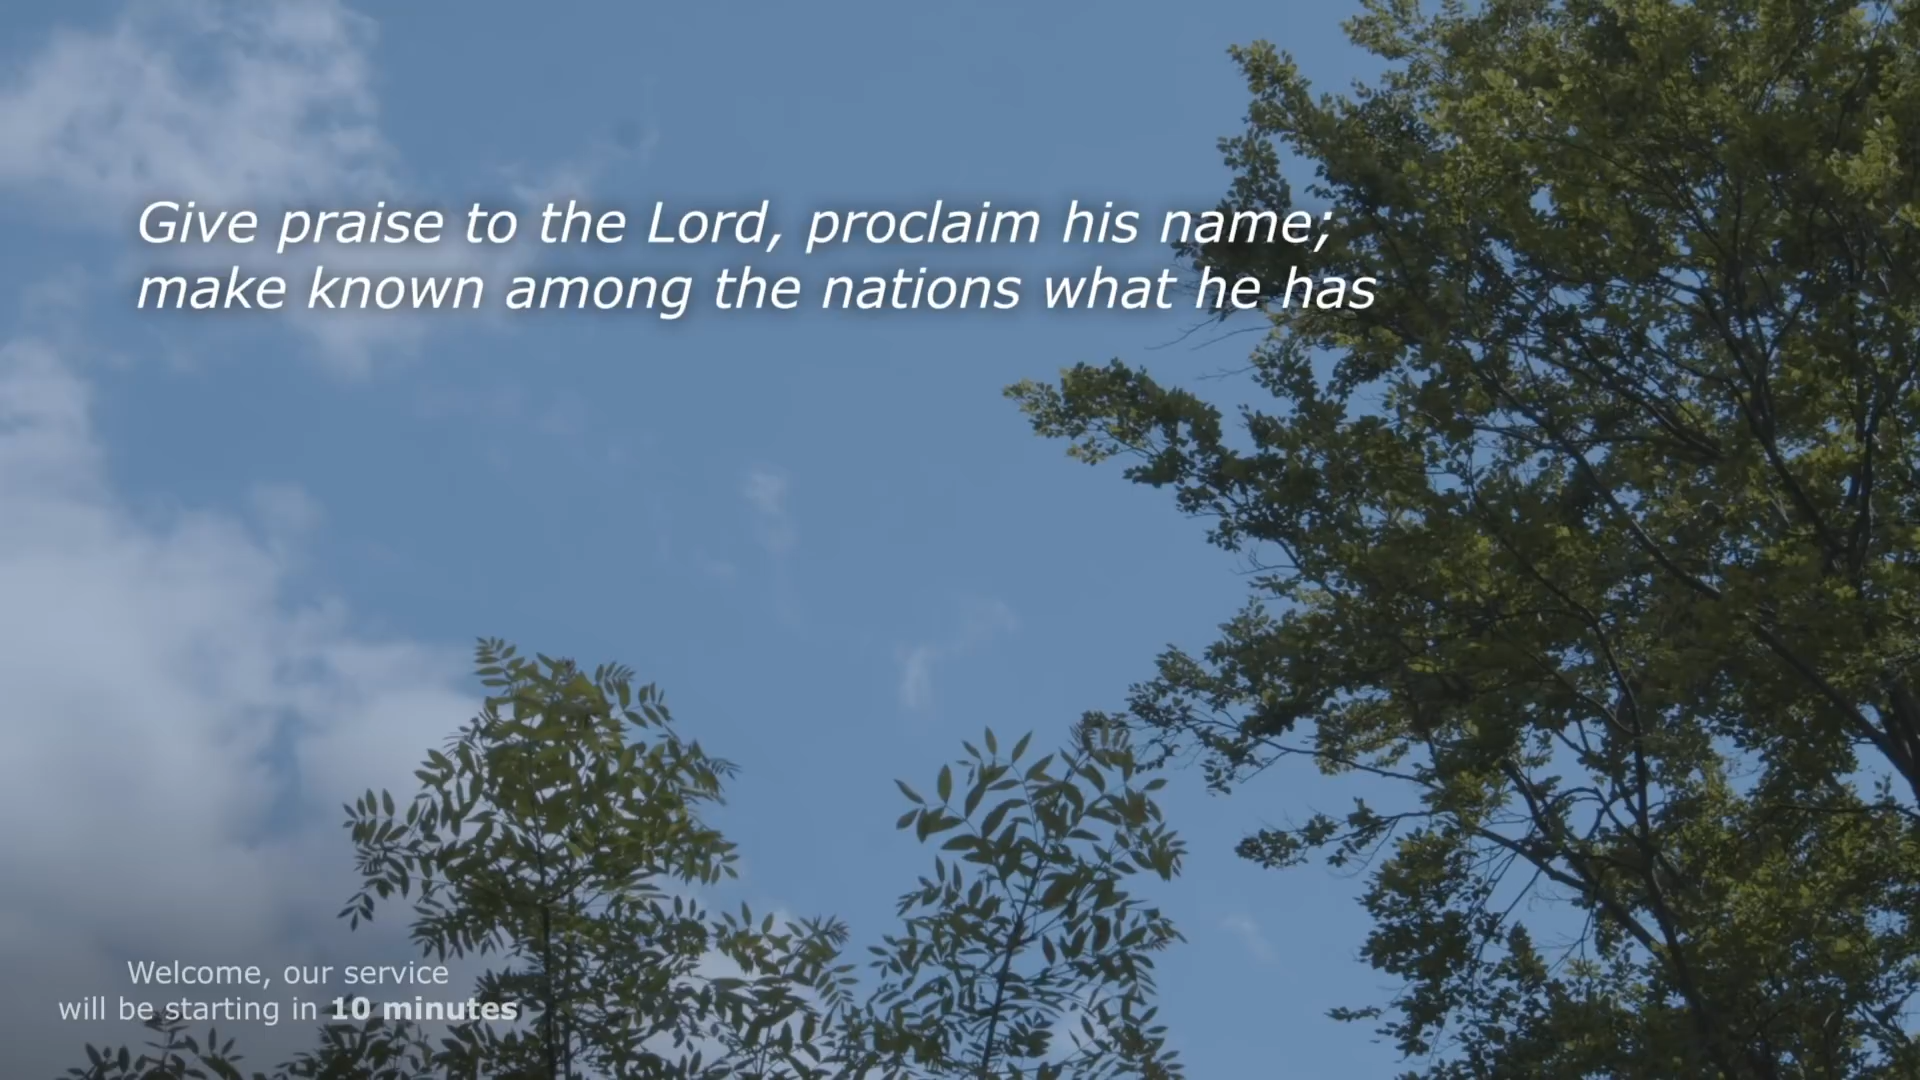 Give praise to the Lord, proclaim his name;
make known among the nations what he has
Welcome, our service
will be starting in 10 minutes